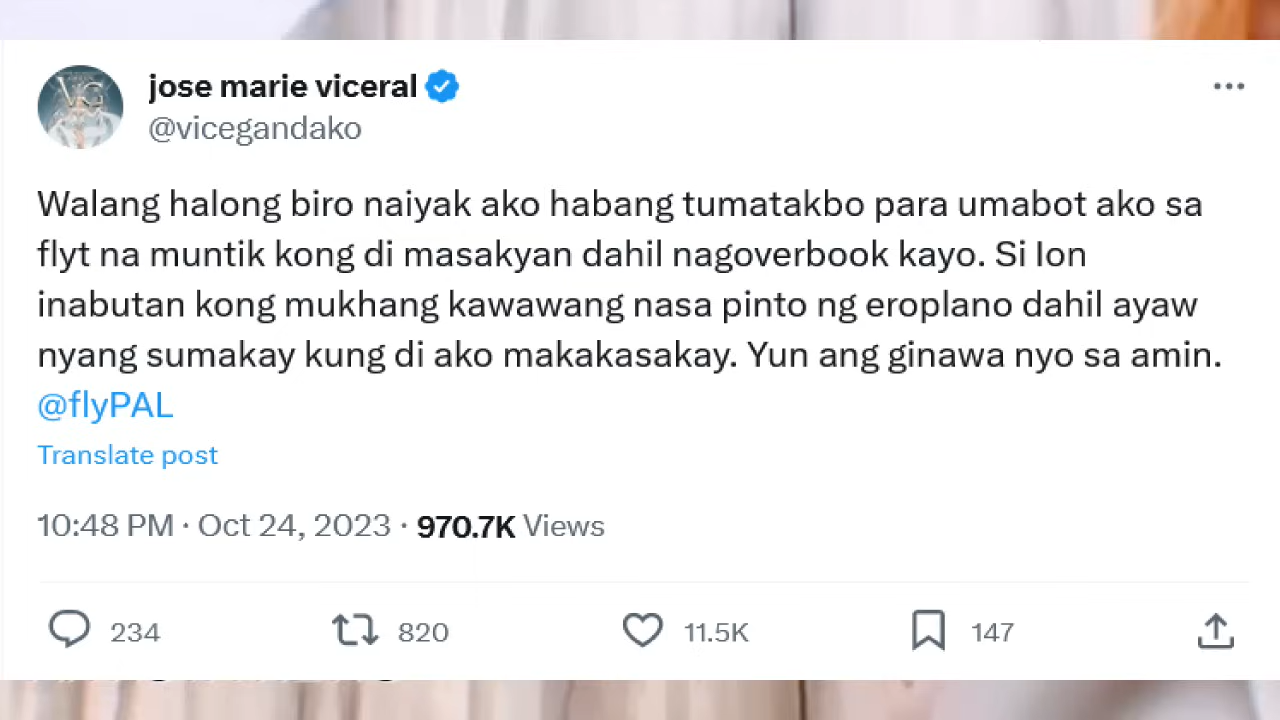 jose marie viceral
@vicegandako
Walang halong biro naiyak ako habang tumatakbo para umabot ako sa
flyt na muntik kong di masakyan dahil nagoverbook kayo. Si Ion
inabutan kong mukhang kawawang nasa pinto ng eroplano dahil ayaw
nyang sumakay kung di ako makakasakay. Yun ang ginawa nyo sa amin.
@flyPAL
Translate post
10:48 PM · Oct 24, 2023 · 970.7K Views
234 820 11.5K 147